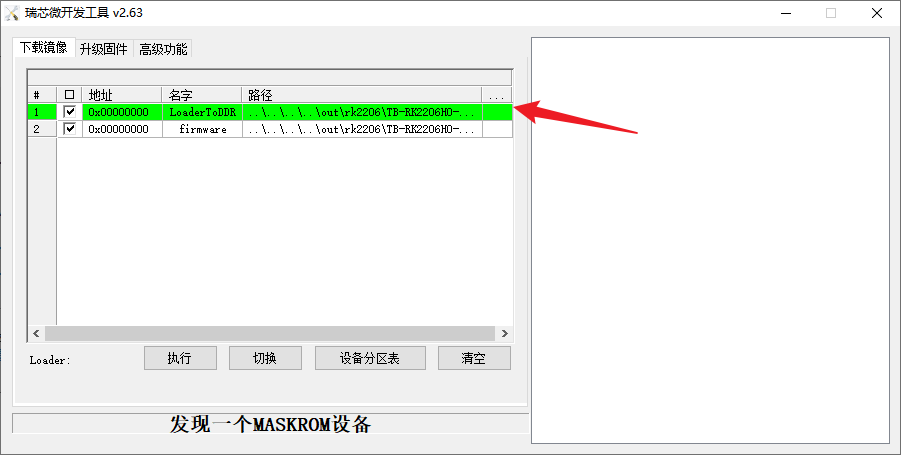 瑞芯微开发工具 v2.63
下载镜像 升级固件 高级功能
# 地址 名字 路径 ...
1 0x00000000 LoaderToDDR ..\..\..\..\out\rk2206\TB-RK2206H0-...
2 0x00000000 firmware ..\..\..\..\out\rk2206\TB-RK2206H0-...
Loader: 执行 切换 设备分区表 清空
发现一个MASKROM设备